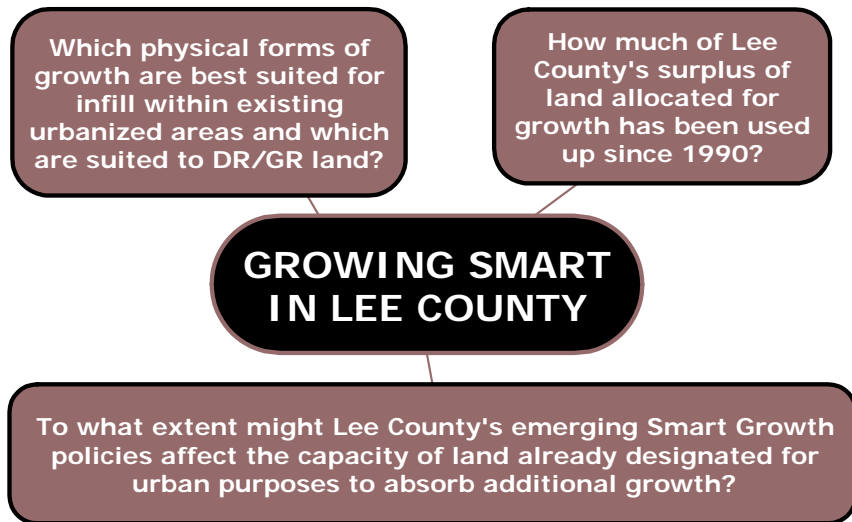 Which physical forms of
growth are best suited for
infill within existing
urbanized areas and which
are suited to DR/GR land?
How much of Lee
County's surplus of
land allocated for
growth has been used
up since 1990?
GROWING SMART
IN LEE COUNTY
To what extent might Lee County's emerging Smart Growth
policies affect the capacity of land already designated for
urban purposes to absorb additional growth?